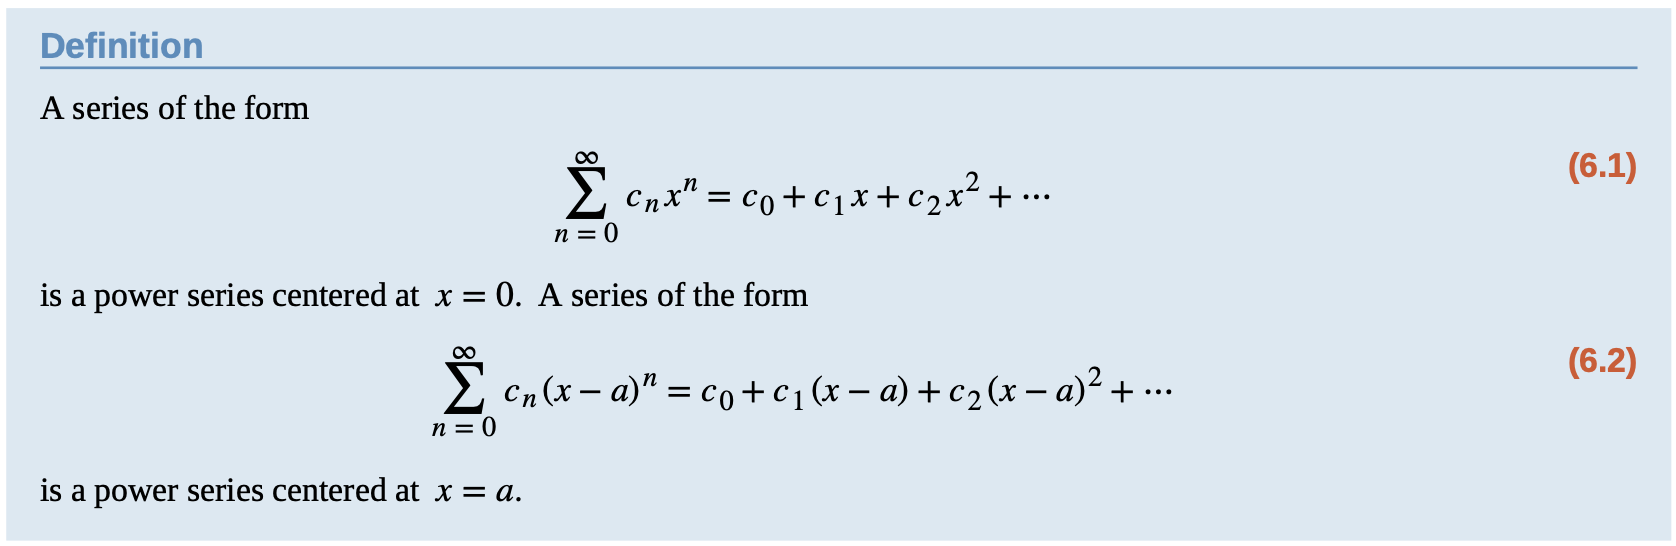 Definition
A series of the form
∞
∑ cₙxⁿ = c₀ + c₁x + c₂x² + ⋯
n = 0
(6.1)
is a power series centered at x = 0. A series of the form
∞
∑ cₙ(x − a)ⁿ = c₀ + c₁(x − a) + c₂(x − a)² + ⋯
n = 0
(6.2)
is a power series centered at x = a.